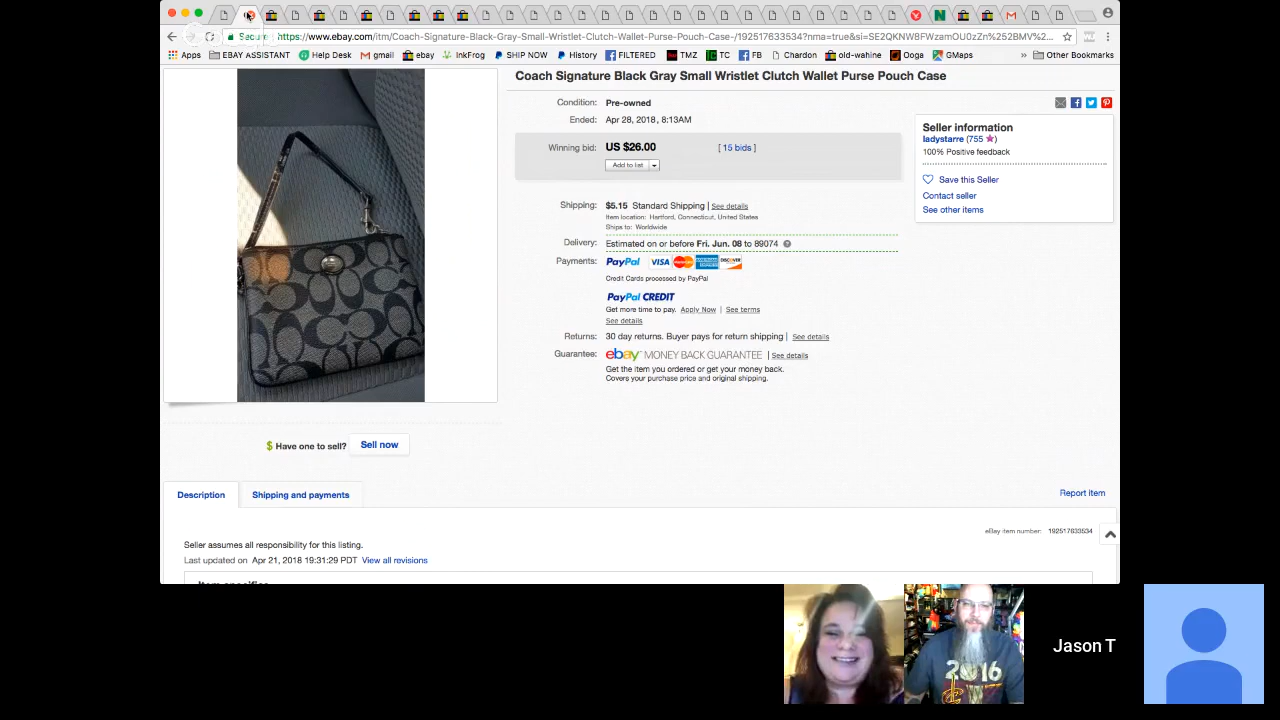 Secure
https://www.ebay.com/itm/Coach-Signature-Black-Gray-Small-Wristlet-Clutch-Wallet-Purse-Pouch-Case-/192517633534?nma=true&si=SE2QKNW8FWzamOU0zZn%252BMV%2...
Apps EBAY ASSISTANT Help Desk gmail ebay InkFrog SHIP NOW History FILTERED TMZ TC FB Chardon old-wahine Ooga GMaps » Other Bookmarks
Coach Signature Black Gray Small Wristlet Clutch Wallet Purse Pouch Case
Condition: Pre-owned
Ended: Apr 28, 2018 , 8:13AM
Winning bid: US $26.00 [ 15 bids ]
Add to list
Shipping: $5.15 Standard Shipping | See details
Item location: Hartford, Connecticut, United States
Ships to: Worldwide
Delivery: Estimated on or before Fri. Jun. 08 to 89074
Payments: PayPal VISA MasterCard DISCOVER
Credit Cards processed by PayPal
PayPal CREDIT
Get more time to pay. Apply Now | See terms
See details
Returns: 30 day returns. Buyer pays for return shipping | See details
Guarantee: ebay MONEY BACK GUARANTEE | See details
Get the item you ordered or get your money back.
Covers your purchase price and original shipping.
Seller information
ladystarre (755 )
100% Positive feedback
Save this Seller
Contact seller
See other items
$ Have one to sell? Sell now
Description Shipping and payments
Report item
eBay item number: 192517633534
Seller assumes all responsibility for this listing.
Last updated on Apr 21, 2018 19:31:29 PDT View all revisions
Item specifics
2016
Jason T